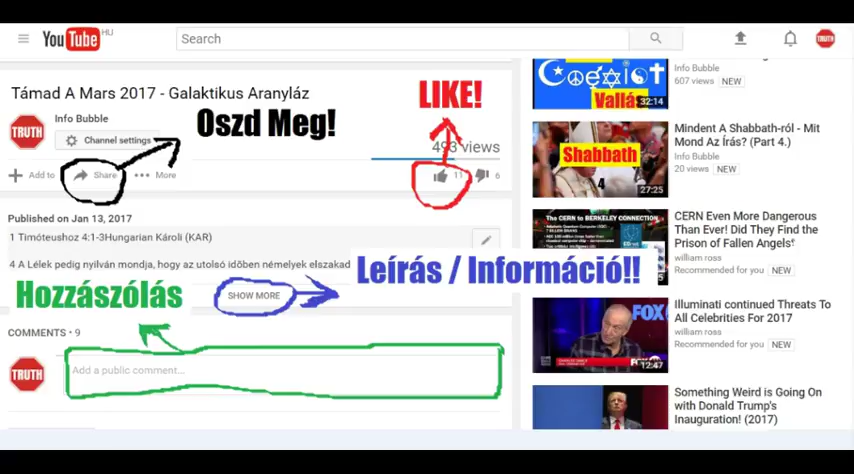 YouTube HU
Search
TRUTH
Támad A Mars 2017 - Galaktikus Aranyláz
Info Bubble
TRUTH
Channel settings
Oszd Meg!
LIKE!
493 views
Add to
Share
More
11
6
Published on Jan 13, 2017
1 Timóteushoz 4:1-3Hungarian Károli (KAR)
4 A Lélek pedig nyilván mondja, hogy az utolsó időben némelyek elszakad
Leírás / Információ!!
Hozzászólás
SHOW MORE
COMMENTS • 9
TRUTH
Add a public comment...
Coexist
Vallás
32:14
Info Bubble
607 views NEW
Shabbath
4
27:25
Mindent A Shabbath-ról - Mit
Mond Az Írás? (Part 4.)
Info Bubble
20 views NEW
The CERN to BERKELEY CONNECTION
CERN Even More Dangerous
Than Ever! Did They Find the
Prison of Fallen Angels"
william ross
Recommended for you NEW
FOX
12:47
Illuminati continued Threats To
All Celebrities For 2017
william ross
Recommended for you NEW
Something Weird is Going On
with Donald Trump's
Inauguration! (2017)